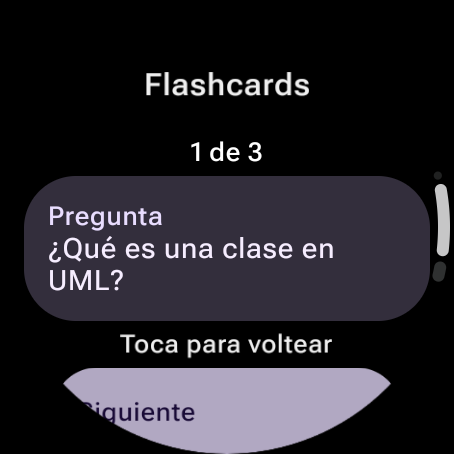 Flashcards
1 de 3
Pregunta
¿Qué es una clase en
UML?
Toca para voltear
Siguiente